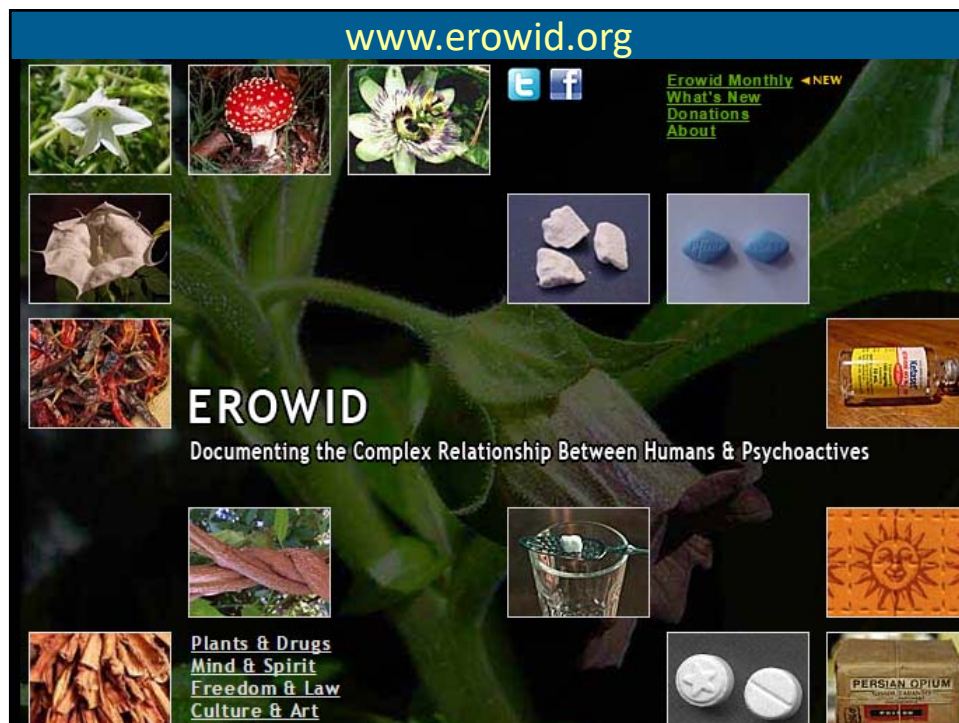 www.erowid.org
Erowid Monthly ◄NEW
What's New
Donations
About
Ketaset
EROWID
Documenting the Complex Relationship Between Humans & Psychoactives
Plants & Drugs
Mind & Spirit
Freedom & Law
Culture & Art
PERSIAN OPIUM